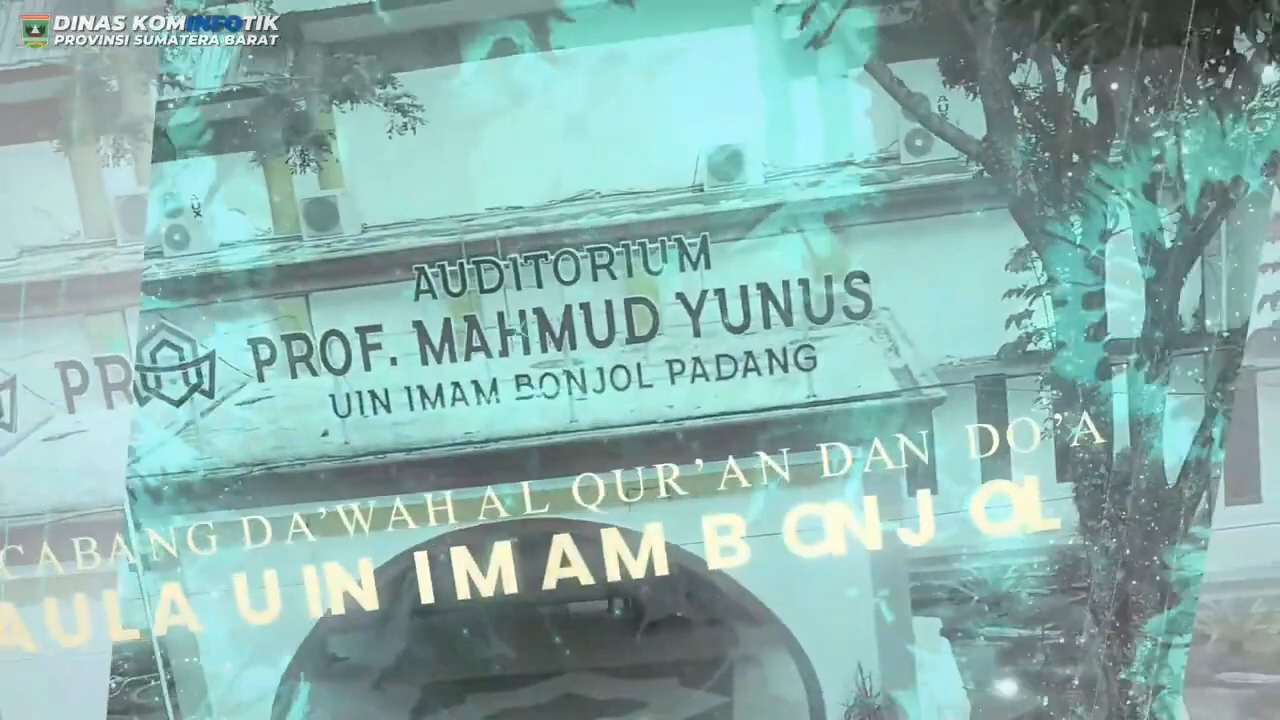 DINAS KOMINFOTIK
PROVINSI SUMATERA BARAT
AUDITORIUM
PROF. MAHMUD YUNUS
UIN IMAM BONJOL PADANG
CABANG DA'WAH AL QUR'AN DAN DO'A
AULA UIN IMAM BONJOL